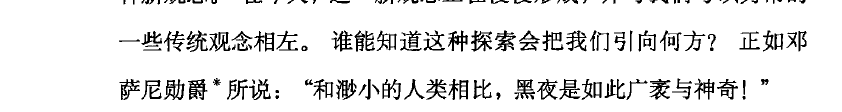 一些传统观念相左。 谁能知道这种探索会把我们引向何方? 正如邓
萨尼勋爵*所说:“和渺小的人类相比,黑夜是如此广袤与神奇!”